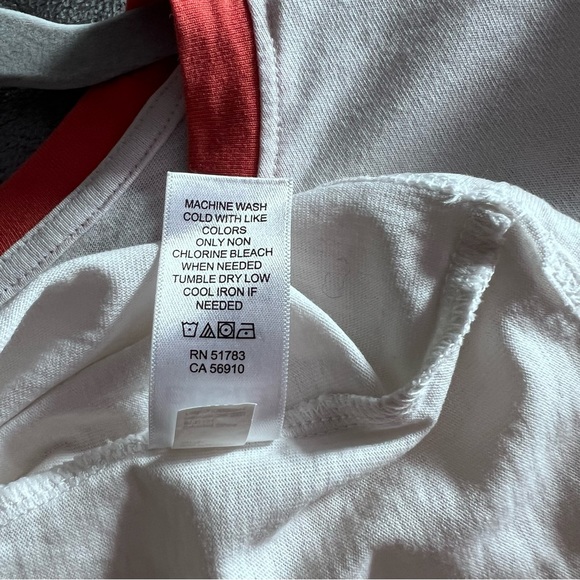 MACHINE WASH
COLD WITH LIKE
COLORS
ONLY NON
CHLORINE BLEACH
WHEN NEEDED
TUMBLE DRY LOW
COOL IRON IF
NEEDED
RN 51783
CA 56910